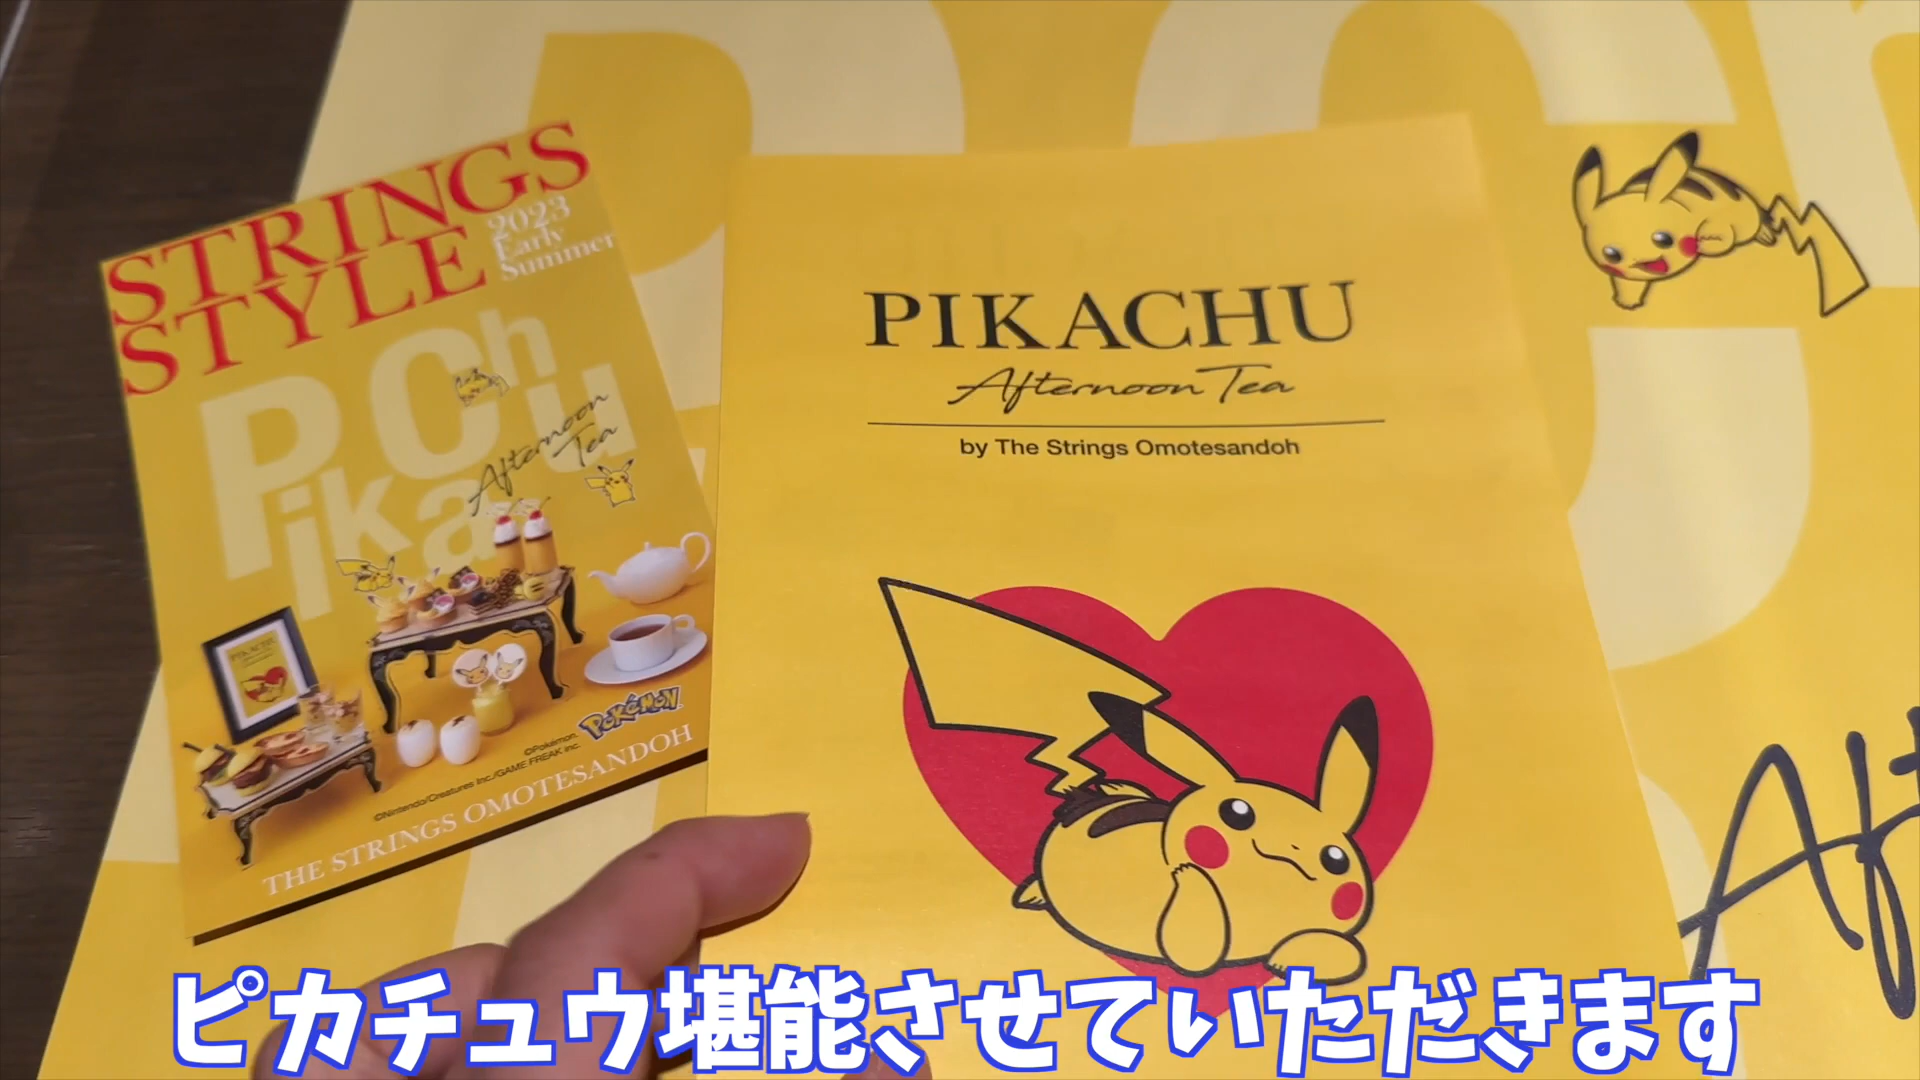 STRINGS
STYLE
2023
Early
Summer
Pikachu
Afternoon
Tea
POKÉMON
©Pokémon.
©Nintendo/Creatures Inc./GAME FREAK inc.
THE STRINGS OMOTESANDOH
PIKACHU
Afternoon Tea
by The Strings Omotesandoh
ピカチュウ堪能させていただきます